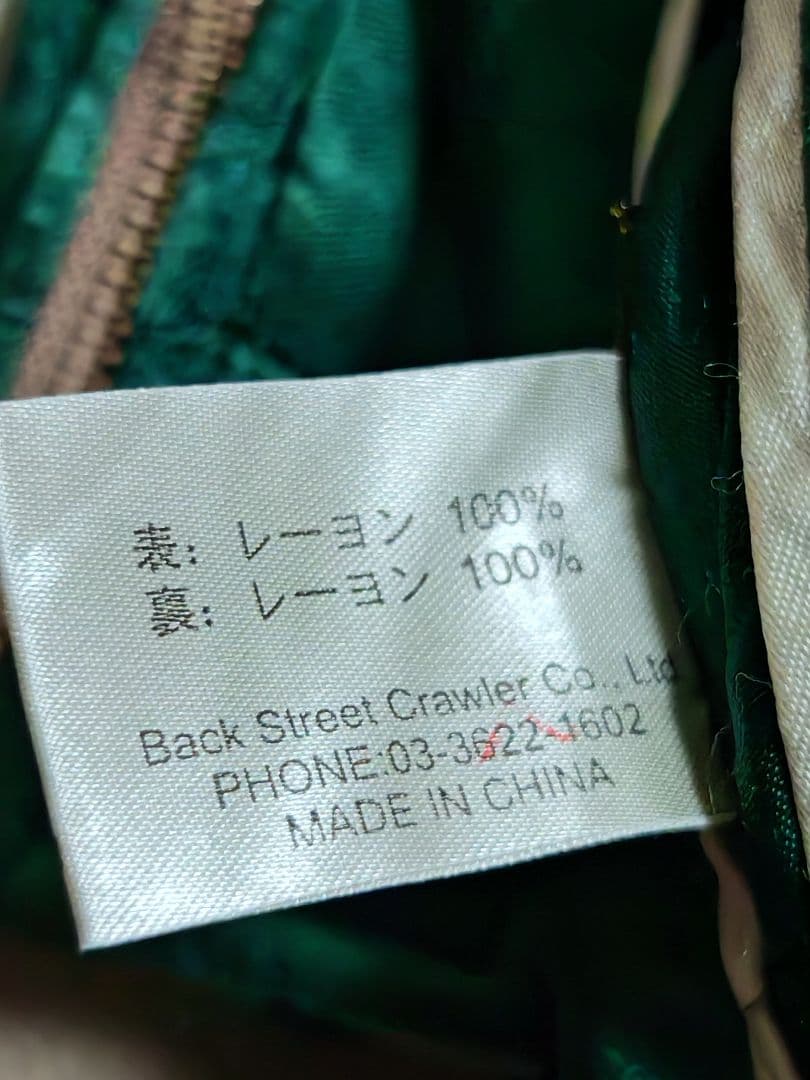 表: レーヨン 100%
裏: レーヨン 100%
Back Street Crawler Co., Ltd
PHONE:03-3622-1602
MADE IN CHINA